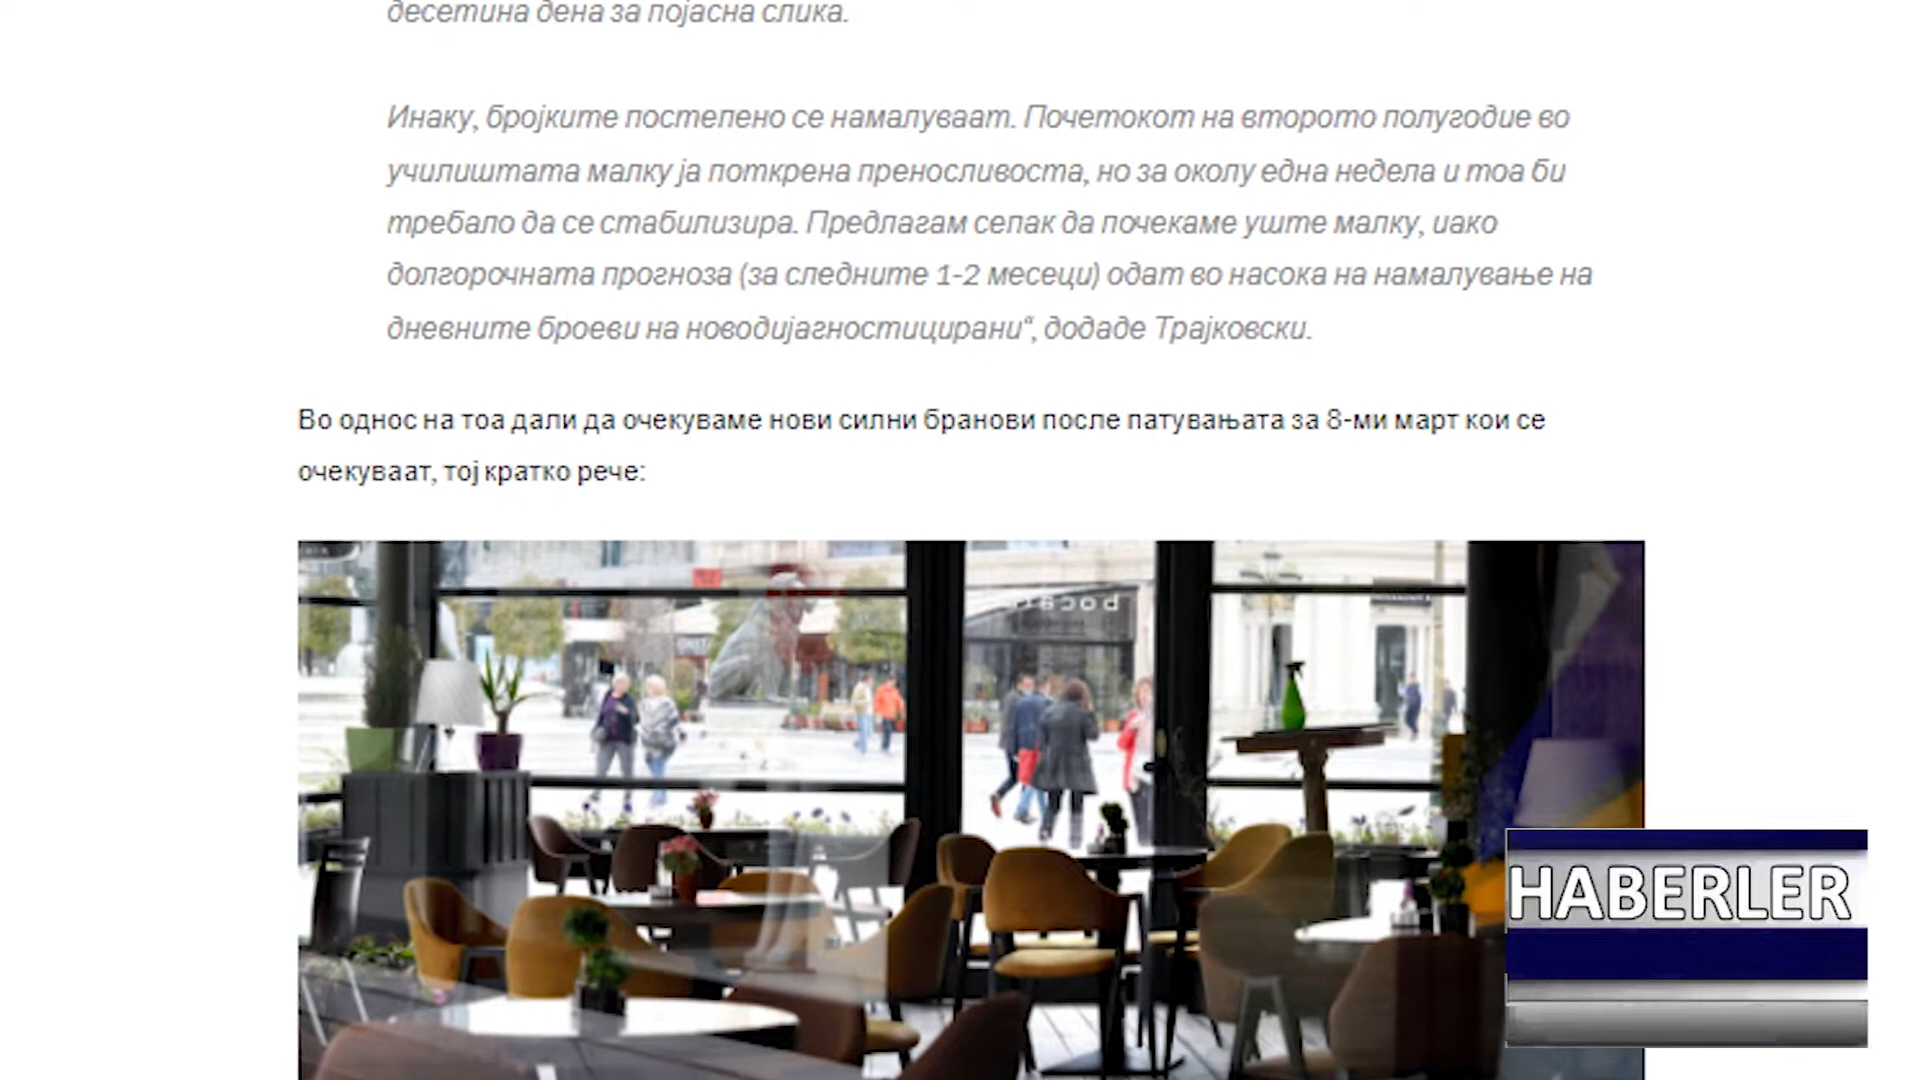 десетина дена за појасна слика.
Инаку, бројките постепено се намалуваат. Почетокот на второто полугодие во
училиштата малку ја поткрена преносливоста, но за околу една недела и тоа би
требало да се стабилизира. Предлагам сепак да почекаме уште малку, иако
долгорочната прогноза (за следните 1-2 месеци) одат во насока на намалување на
дневните броеви на новодијагностицирани“, додаде Трајковски.
Во однос на тоа дали да очекуваме нови силни бранови после патувањата за 8-ми март кои се
очекуваат, тој кратко рече:
HABERLER